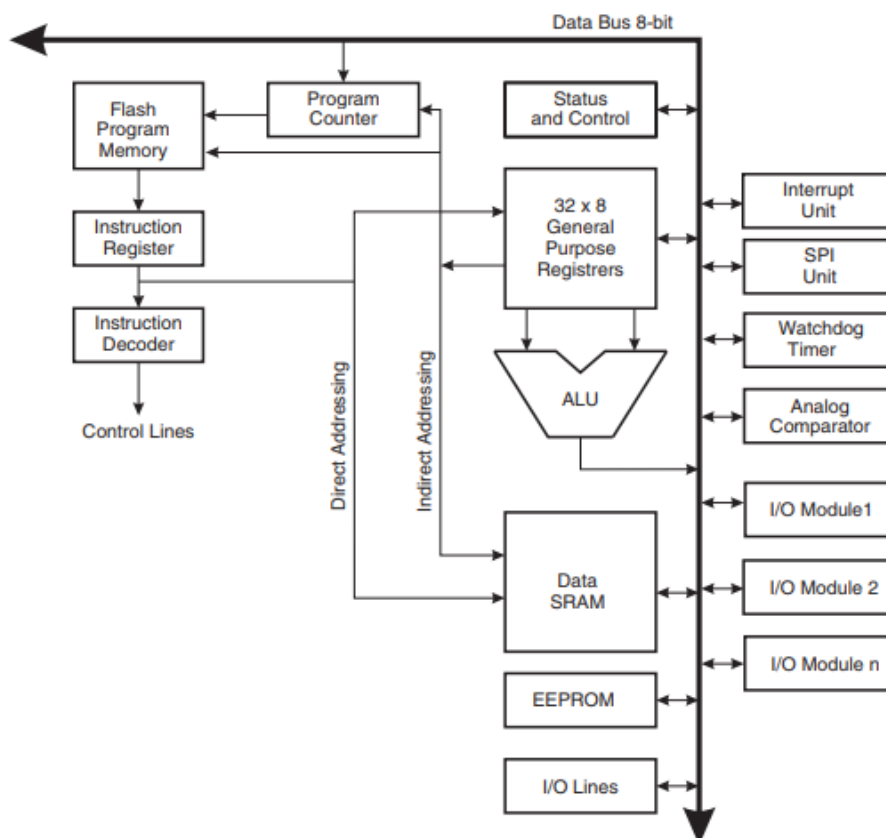 Data Bus 8-bit
Flash
Program
Memory
Program
Counter
Status
and Control
Instruction
Register
32 x 8
General
Purpose
Registrers
Interrupt
Unit
SPI
Unit
Instruction
Decoder
Watchdog
Timer
Control Lines
Direct Addressing
Indirect Addressing
ALU
Analog
Comparator
I/O Module1
Data
SRAM
I/O Module 2
I/O Module n
EEPROM
I/O Lines